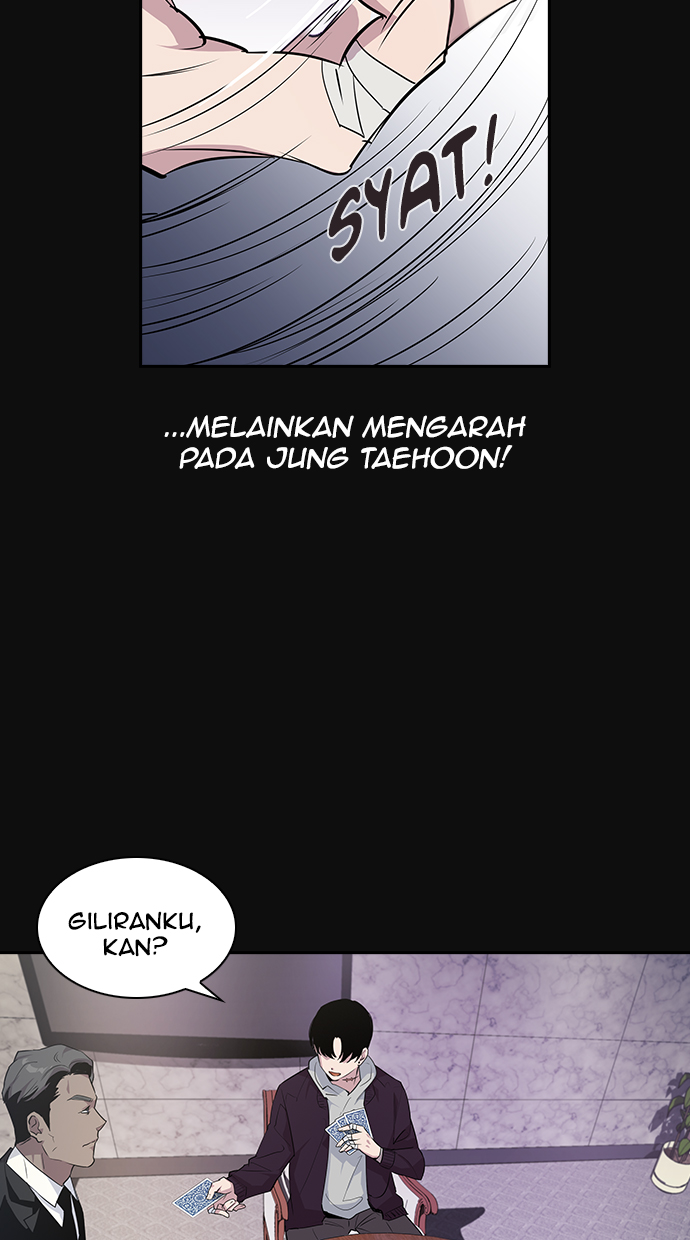 SYAT!
...MELAINKAN MENGARAH
PADA JUNG TAEHOON!
GILIRANKU,
KAN?